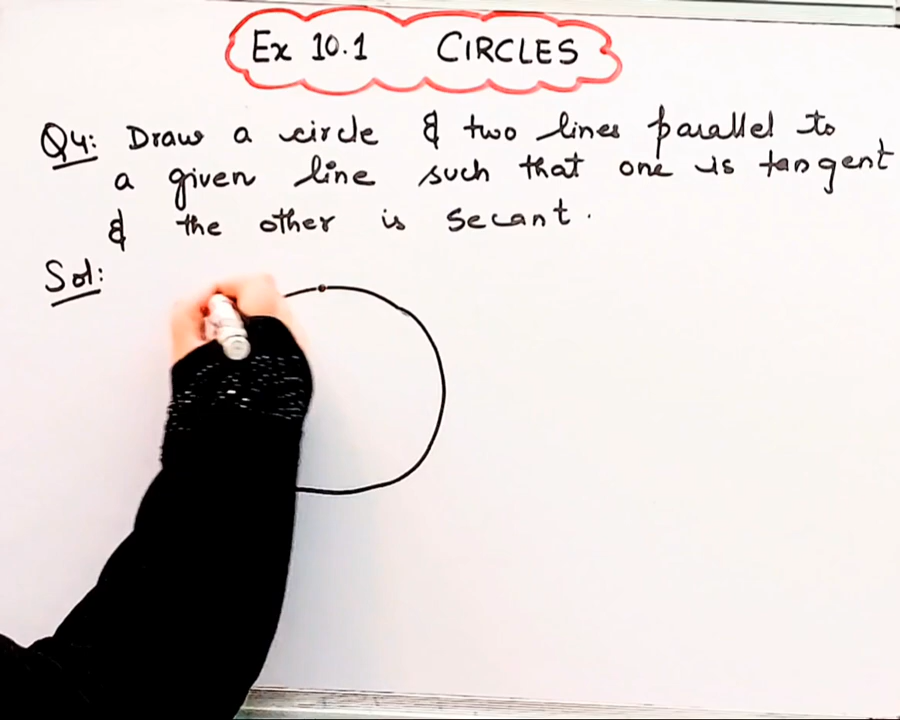 Ex 10.1 CIRCLES
Q4: Draw a circle & two lines parallel to
a given line such that one is tangent
& the other is secant.
Sol: